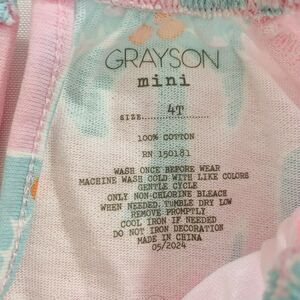 GRAYSON
mini
SIZE 4T
100% COTTON
RN 150181
WASH ONCE BEFORE WEAR
MACHINE WASH COLD WITH LIKE COLORS
GENTLE CYCLE
ONLY NON-CHLORINE BLEACH
WHEN NEEDED. TUMBLE DRY LOW
REMOVE PROMPTLY
COOL IRON IF NEEDED
DO NOT IRON DECORATION
MADE IN CHINA
05/2024